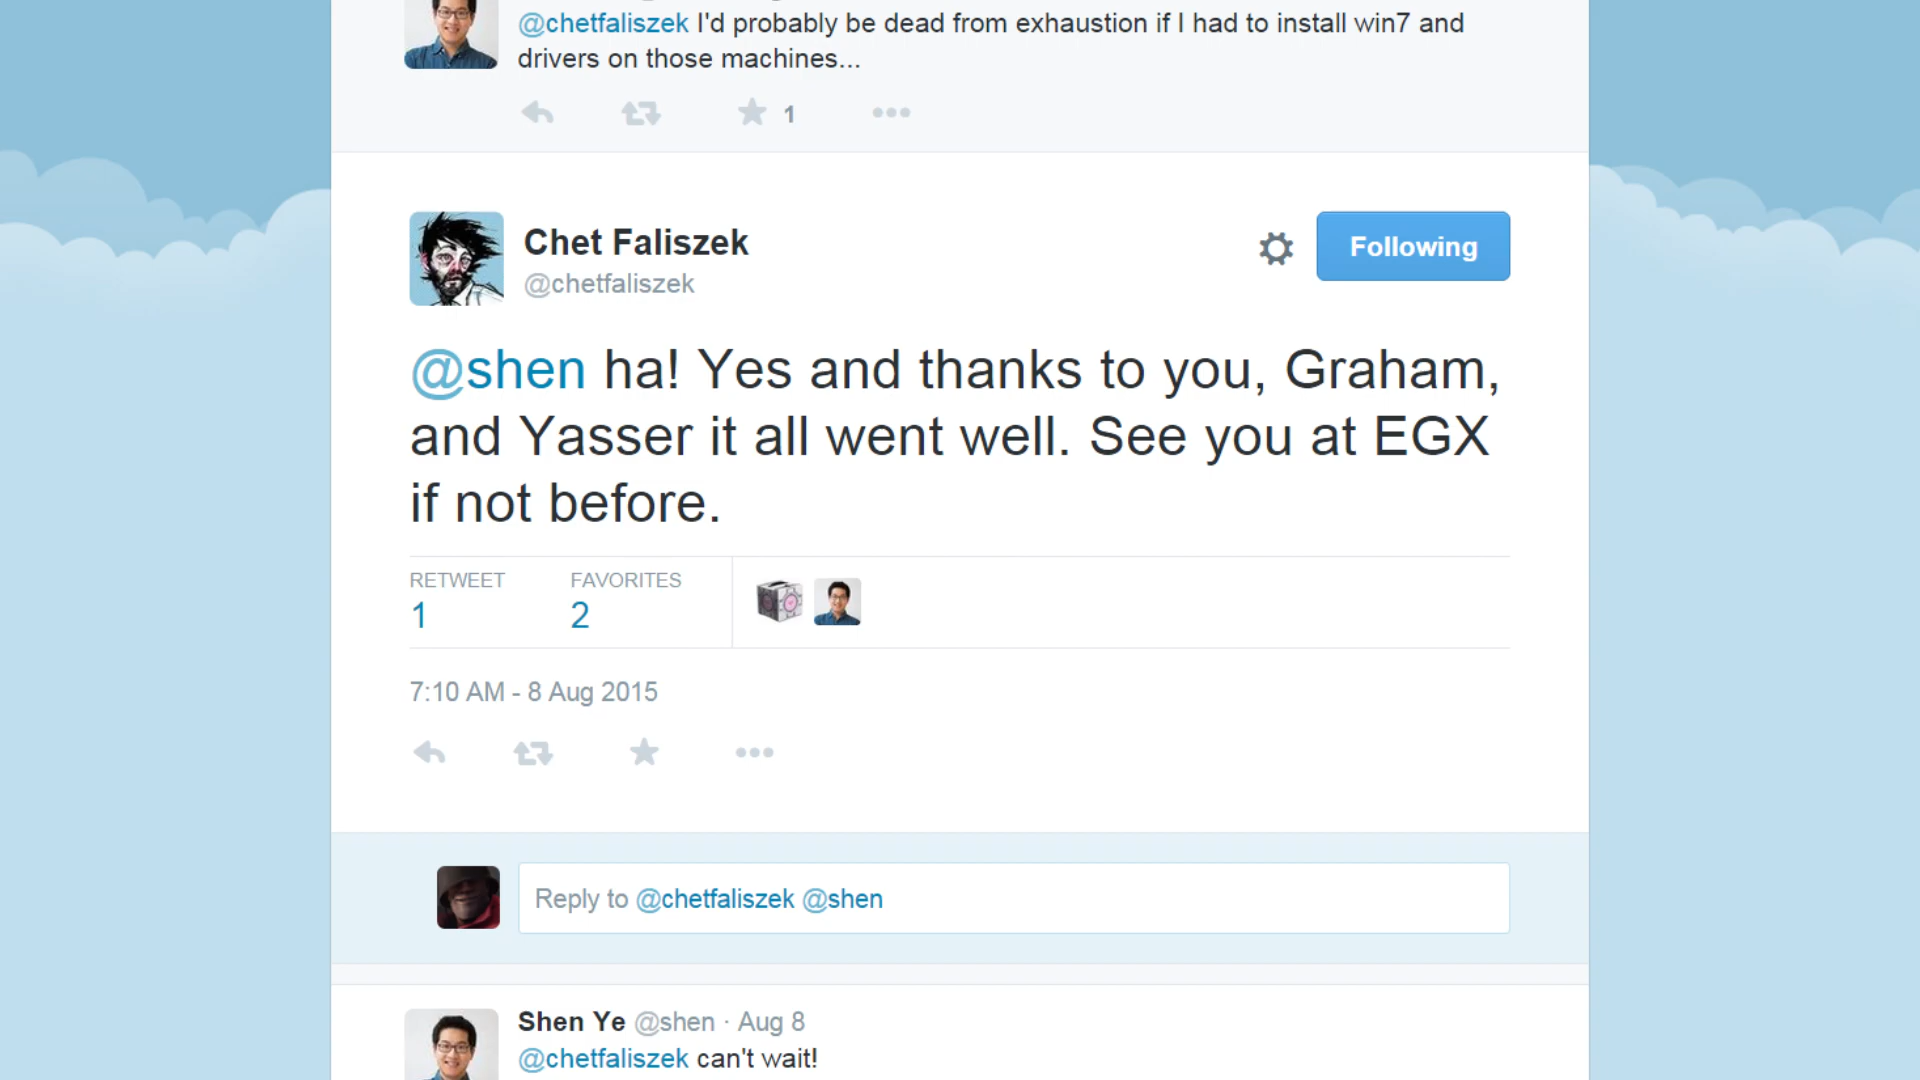 @chetfaliszek I'd probably be dead from exhaustion if I had to install win7 and
drivers on those machines...
1
Chet Faliszek
@chetfaliszek
Following
@shen ha! Yes and thanks to you, Graham,
and Yasser it all went well. See you at EGX
if not before.
RETWEET FAVORITES
1 2
7:10 AM - 8 Aug 2015
Reply to @chetfaliszek @shen
Shen Ye @shen · Aug 8
@chetfaliszek can't wait!